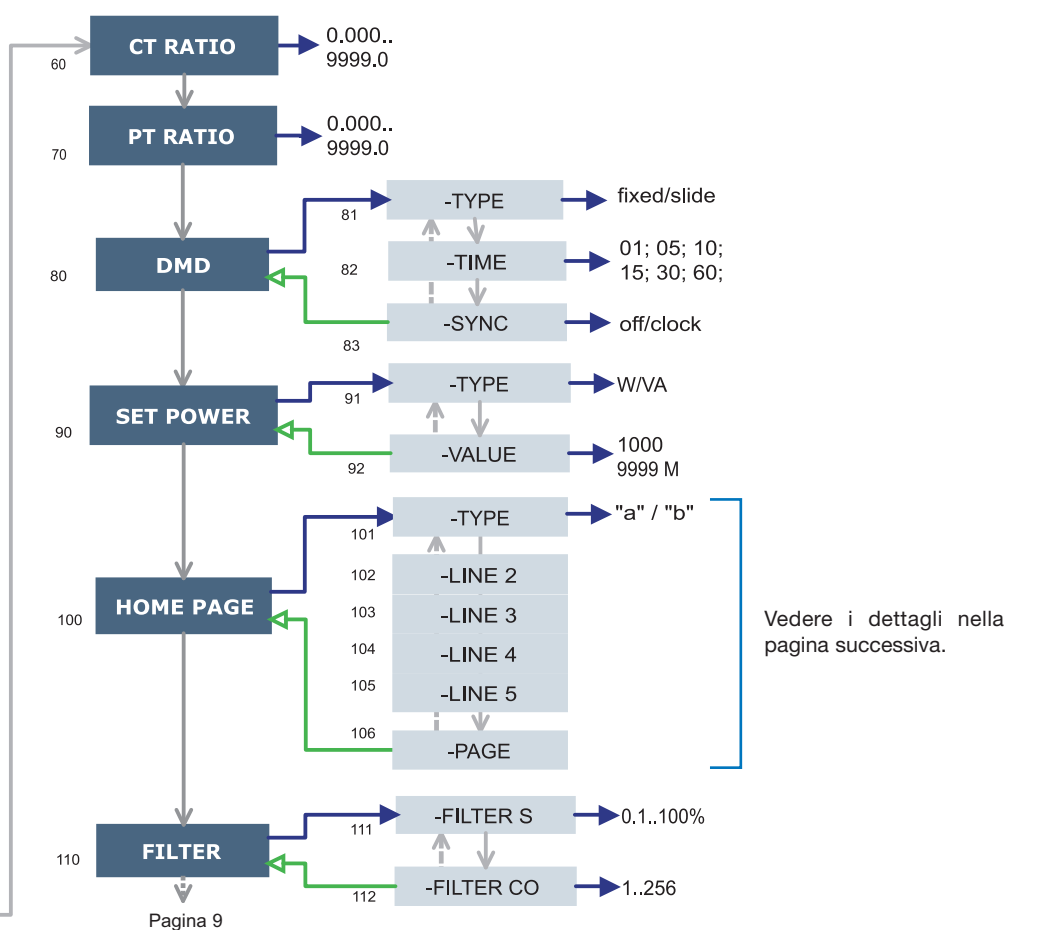 CT RATIO
0.000..
9999.0
60
PT RATIO
0.000..
9999.0
70
-TYPE
fixed/slide
81
DMD
80
-TIME
01; 05; 10;
15; 30; 60;
82
-SYNC
off/clock
83
-TYPE
W/VA
91
SET POWER
90
-VALUE
1000
9999 M
92
-TYPE
"a" / "b"
101
102
-LINE 2
HOME PAGE
100
103
-LINE 3
104
-LINE 4
105
-LINE 5
106
-PAGE
Vedere i dettagli nella
pagina successiva.
-FILTER S
0.1..100%
111
FILTER
110
-FILTER CO
1..256
112
Pagina 9